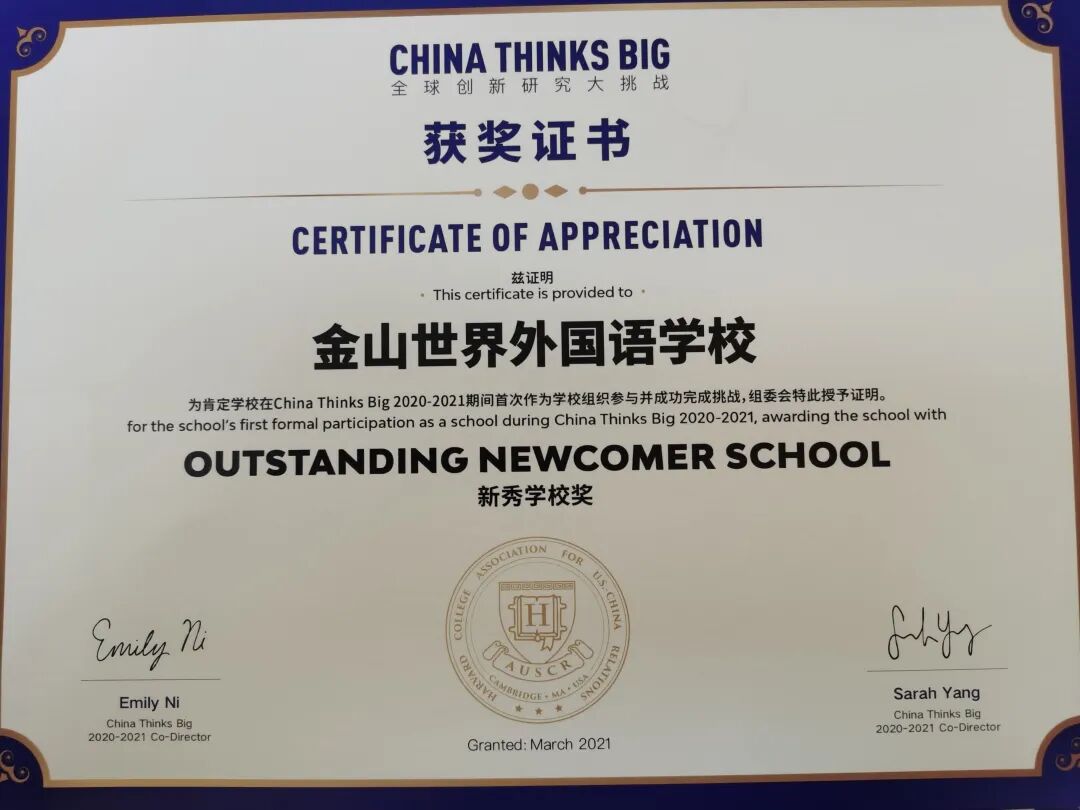 CHINA THINKS BIG
全球创新研究大挑战
获奖证书
CERTIFICATE OF APPRECIATION
兹证明
• This certificate is provided to •
金山世界外国语学校
为肯定学校在China Thinks Big 2020-2021期间首次作为学校组织参与并成功完成挑战,组委会特此授予证明。
for the school's first formal participation as a school during China Thinks Big 2020-2021, awarding the school with
OUTSTANDING NEWCOMER SCHOOL
新秀学校奖
HARVARD COLLEGE ASSOCIATION FOR U.S.-CHINA RELATIONS
H
AUSCR
CAMBRIDGE • MA • USA
Emily Ni
Emily Ni
China Thinks Big
2020-2021 Co-Director
Sarah Yang
China Thinks Big
2020-2021 Co-Director
Granted: March 2021